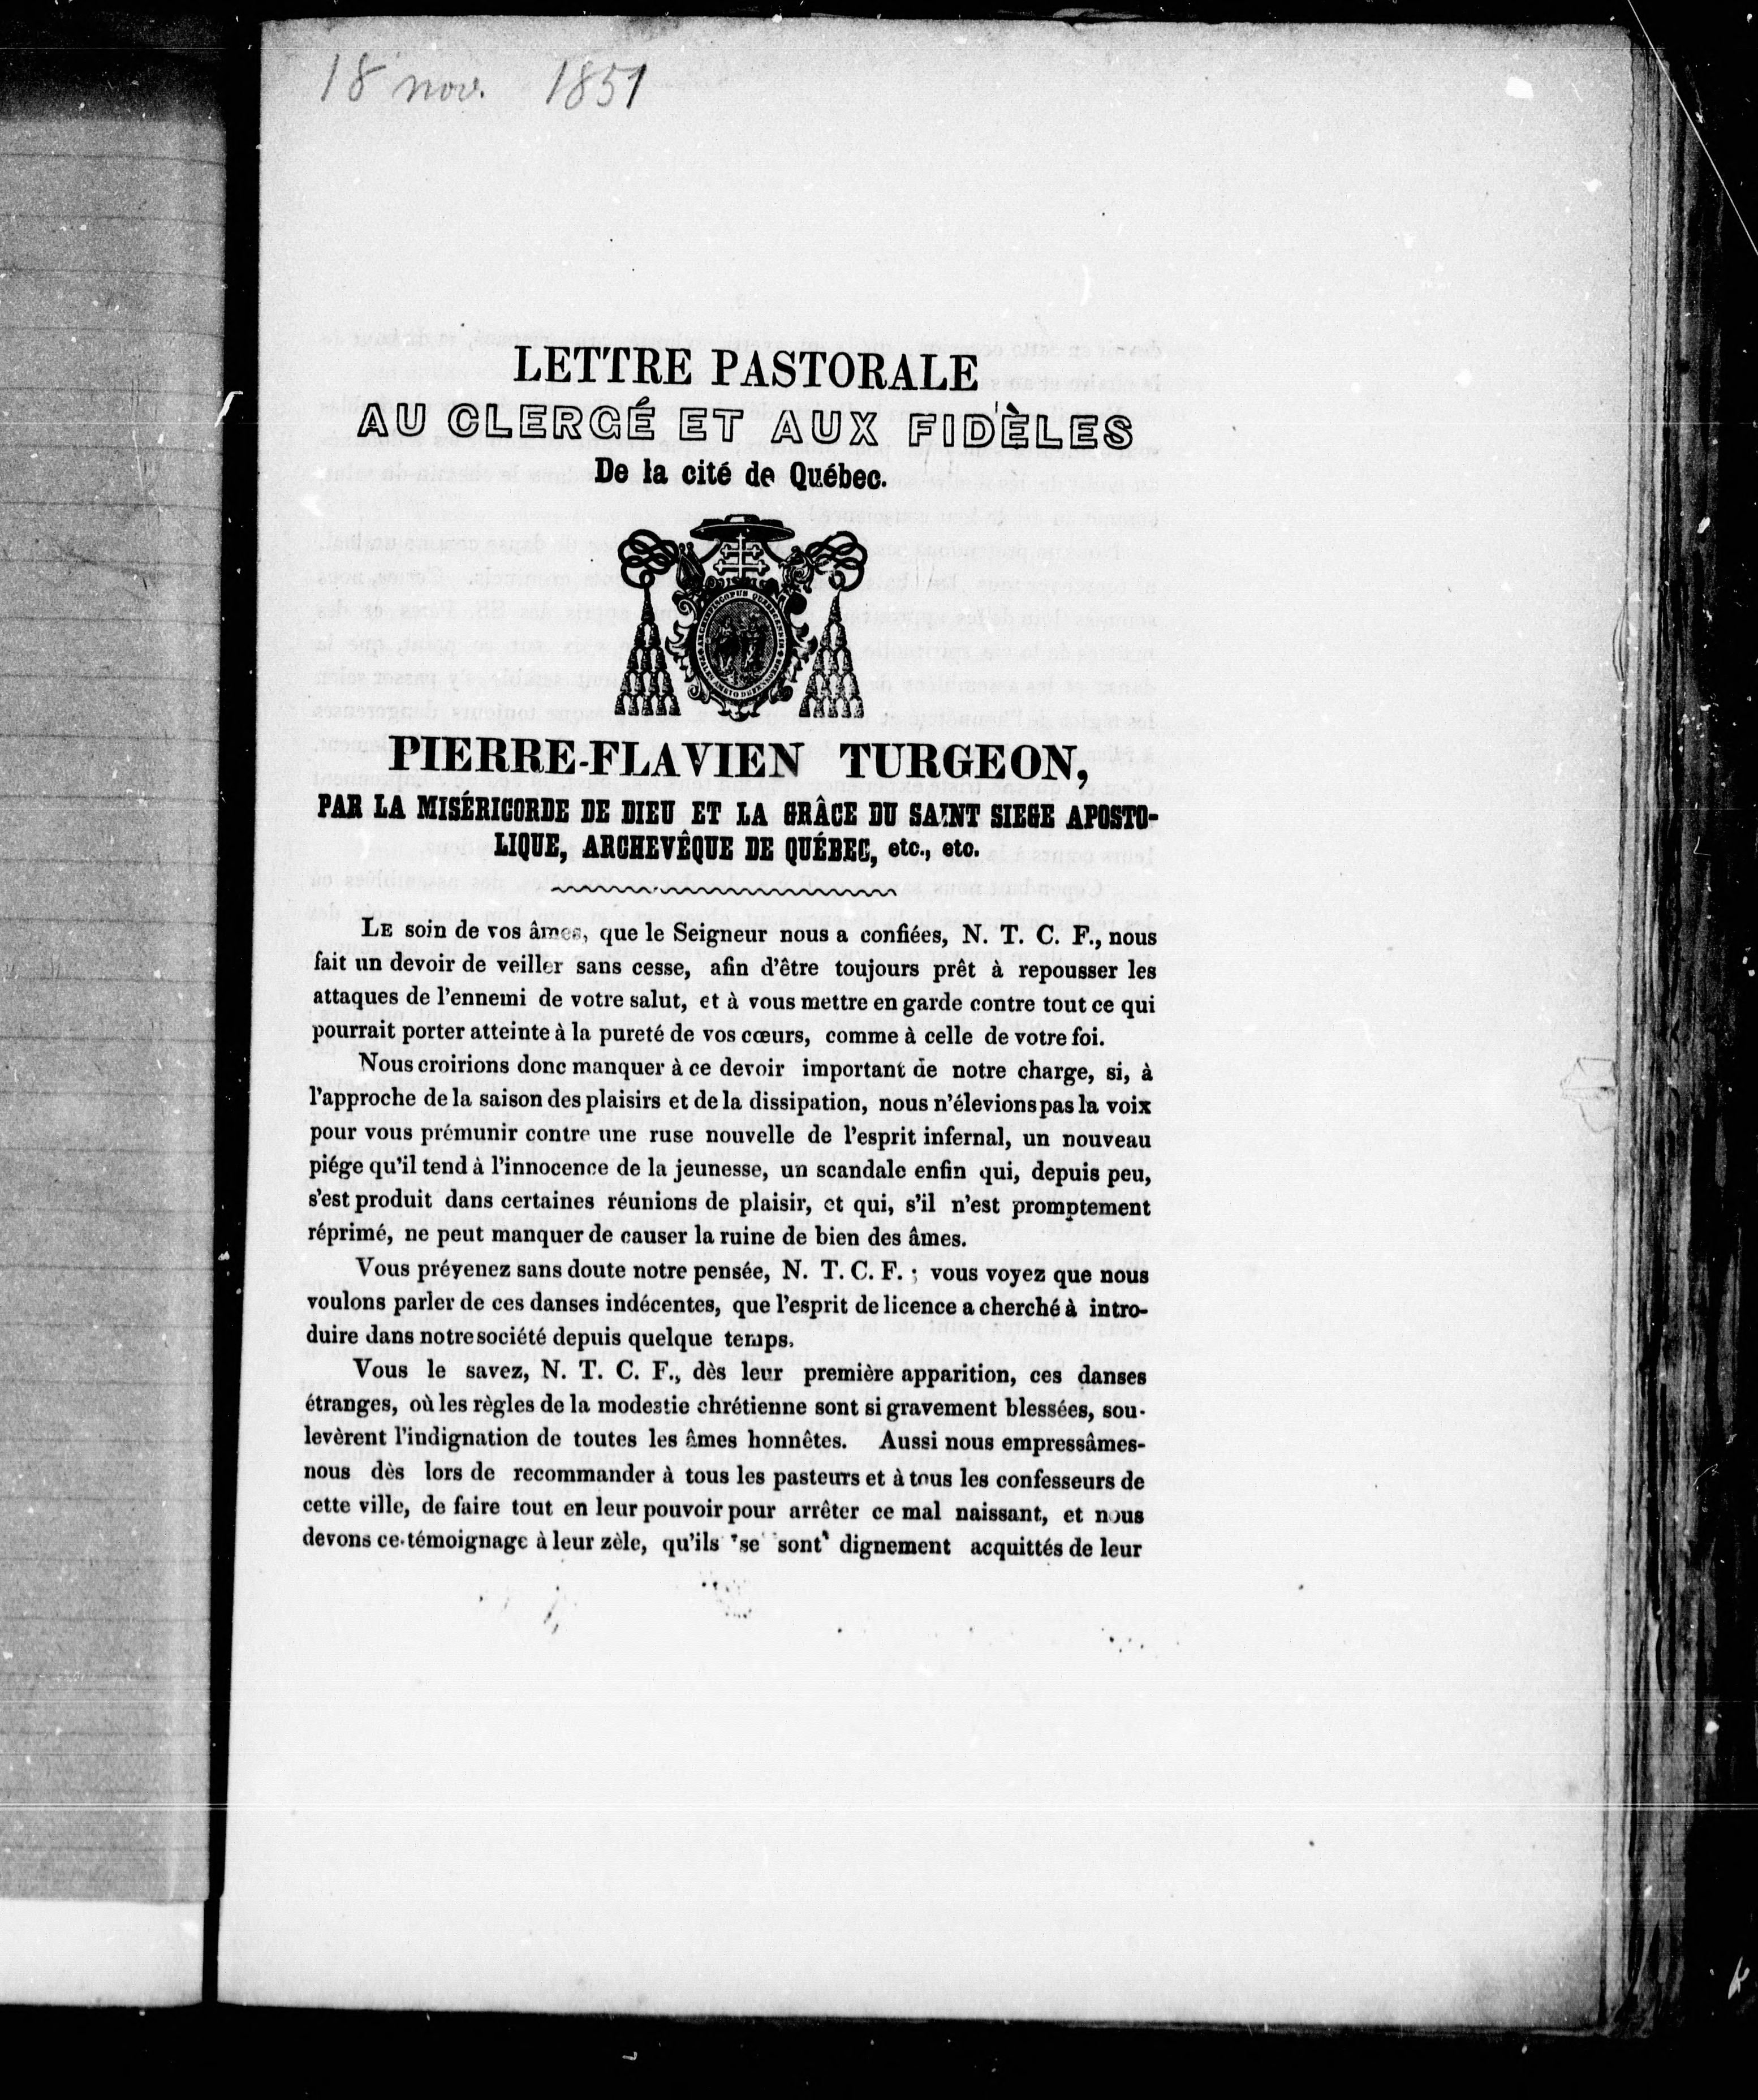 18 nov. 1851
LETTRE PASTORALE
AU CLERGÉ ET AUX FIDÈLES
De la cité de Québec.
PIERRE-FLAVIEN TURGEON,
PAR LA MISÉRICORDE DE DIEU ET LA GRÂCE DU SAINT SIEGE APOSTO-
LIQUE, ARCHEVÊQUE DE QUÉBEC, etc., etc.
LE soin de vos âmes, que le Seigneur nous a confiées, N. T. C. F., nous
fait un devoir de veiller sans cesse, afin d'être toujours prêt à repousser les
attaques de l'ennemi de votre salut, et à vous mettre en garde contre tout ce qui
pourrait porter atteinte à la pureté de vos cœurs, comme à celle de votre foi.
Nous croirions donc manquer à ce devoir important de notre charge, si, à
l'approche de la saison des plaisirs et de la dissipation, nous n'élevions pas la voix
pour vous prémunir contre une ruse nouvelle de l'esprit infernal, un nouveau
piége qu'il tend à l'innocence de la jeunesse, un scandale enfin qui, depuis peu,
s'est produit dans certaines réunions de plaisir, et qui, s'il n'est promptement
réprimé, ne peut manquer de causer la ruine de bien des âmes.
Vous prévenez sans doute notre pensée, N. T. C. F. ; vous voyez que nous
voulons parler de ces danses indécentes, que l'esprit de licence a cherché à intro-
duire dans notre société depuis quelque temps.
Vous le savez, N. T. C. F., dès leur première apparition, ces danses
étranges, où les règles de la modestie chrétienne sont si gravement blessées, sou-
levèrent l'indignation de toutes les âmes honnêtes. Aussi nous empressâmes-
nous dès lors de recommander à tous les pasteurs et à tous les confesseurs de
cette ville, de faire tout en leur pouvoir pour arrêter ce mal naissant, et nous
devons ce témoignage à leur zèle, qu'ils se sont dignement acquittés de leur